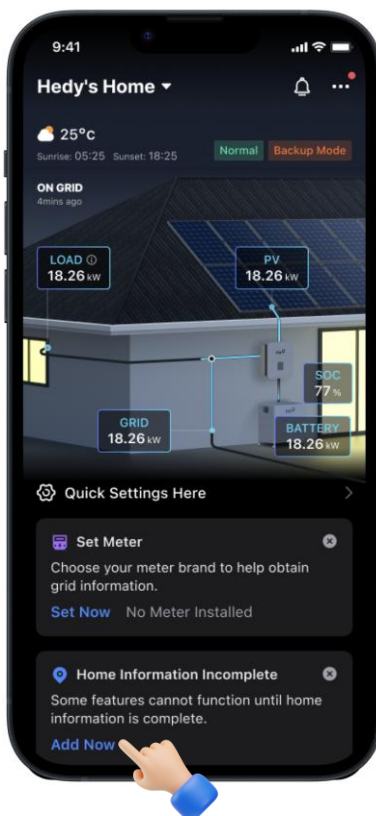 9:41
Hedy's Home
25°c
Sunrise: 05:25 Sunset: 18:25
Normal
Backup Mode
ON GRID
4mins ago
LOAD
18.26 kW
PV
18.26 kW
SOC
77 %
GRID
18.26 kW
BATTERY
18.26 kW
Quick Settings Here
Set Meter
Choose your meter brand to help obtain
grid information.
Set Now No Meter Installed
Home Information Incomplete
Some features cannot function until home
information is complete.
Add Now